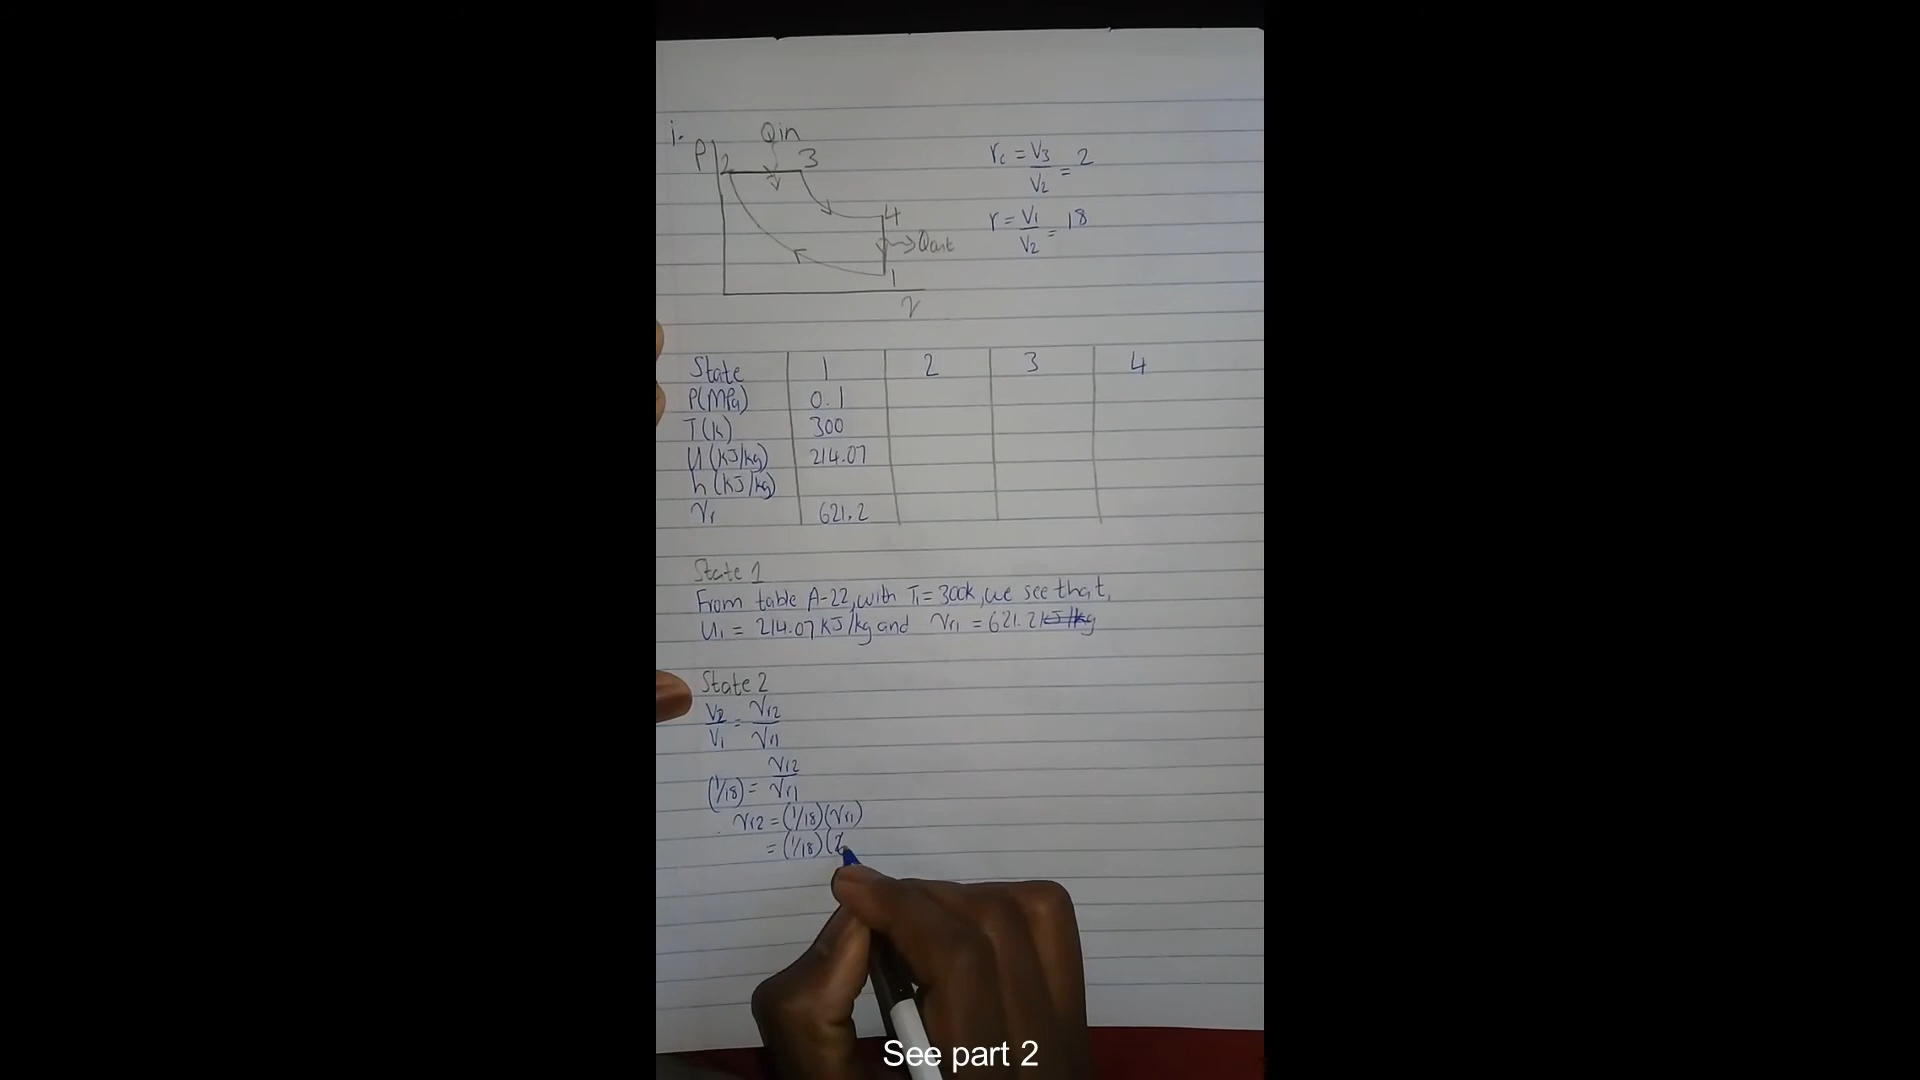 i.
Qin
P
2
3
4
Qout
1
v
rc = V3/V2 = 2
r = V1/V2 = 18
State 1 2 3 4
P(MPa) 0.1
T(k) 300
U(KJ/kg) 214.07
h(KJ/kg)
Vr 621.2
State 1
From table A-22, with T1 = 300k, we see that,
U1 = 214.07 KJ/kg and Vr1 = 621.2 KJ/kg
State 2
V2/V1 = Vr2/Vr1
(1/18) = Vr2/Vr1
Vr2 = (1/18)(Vr1)
= (1/18)(
See part 2